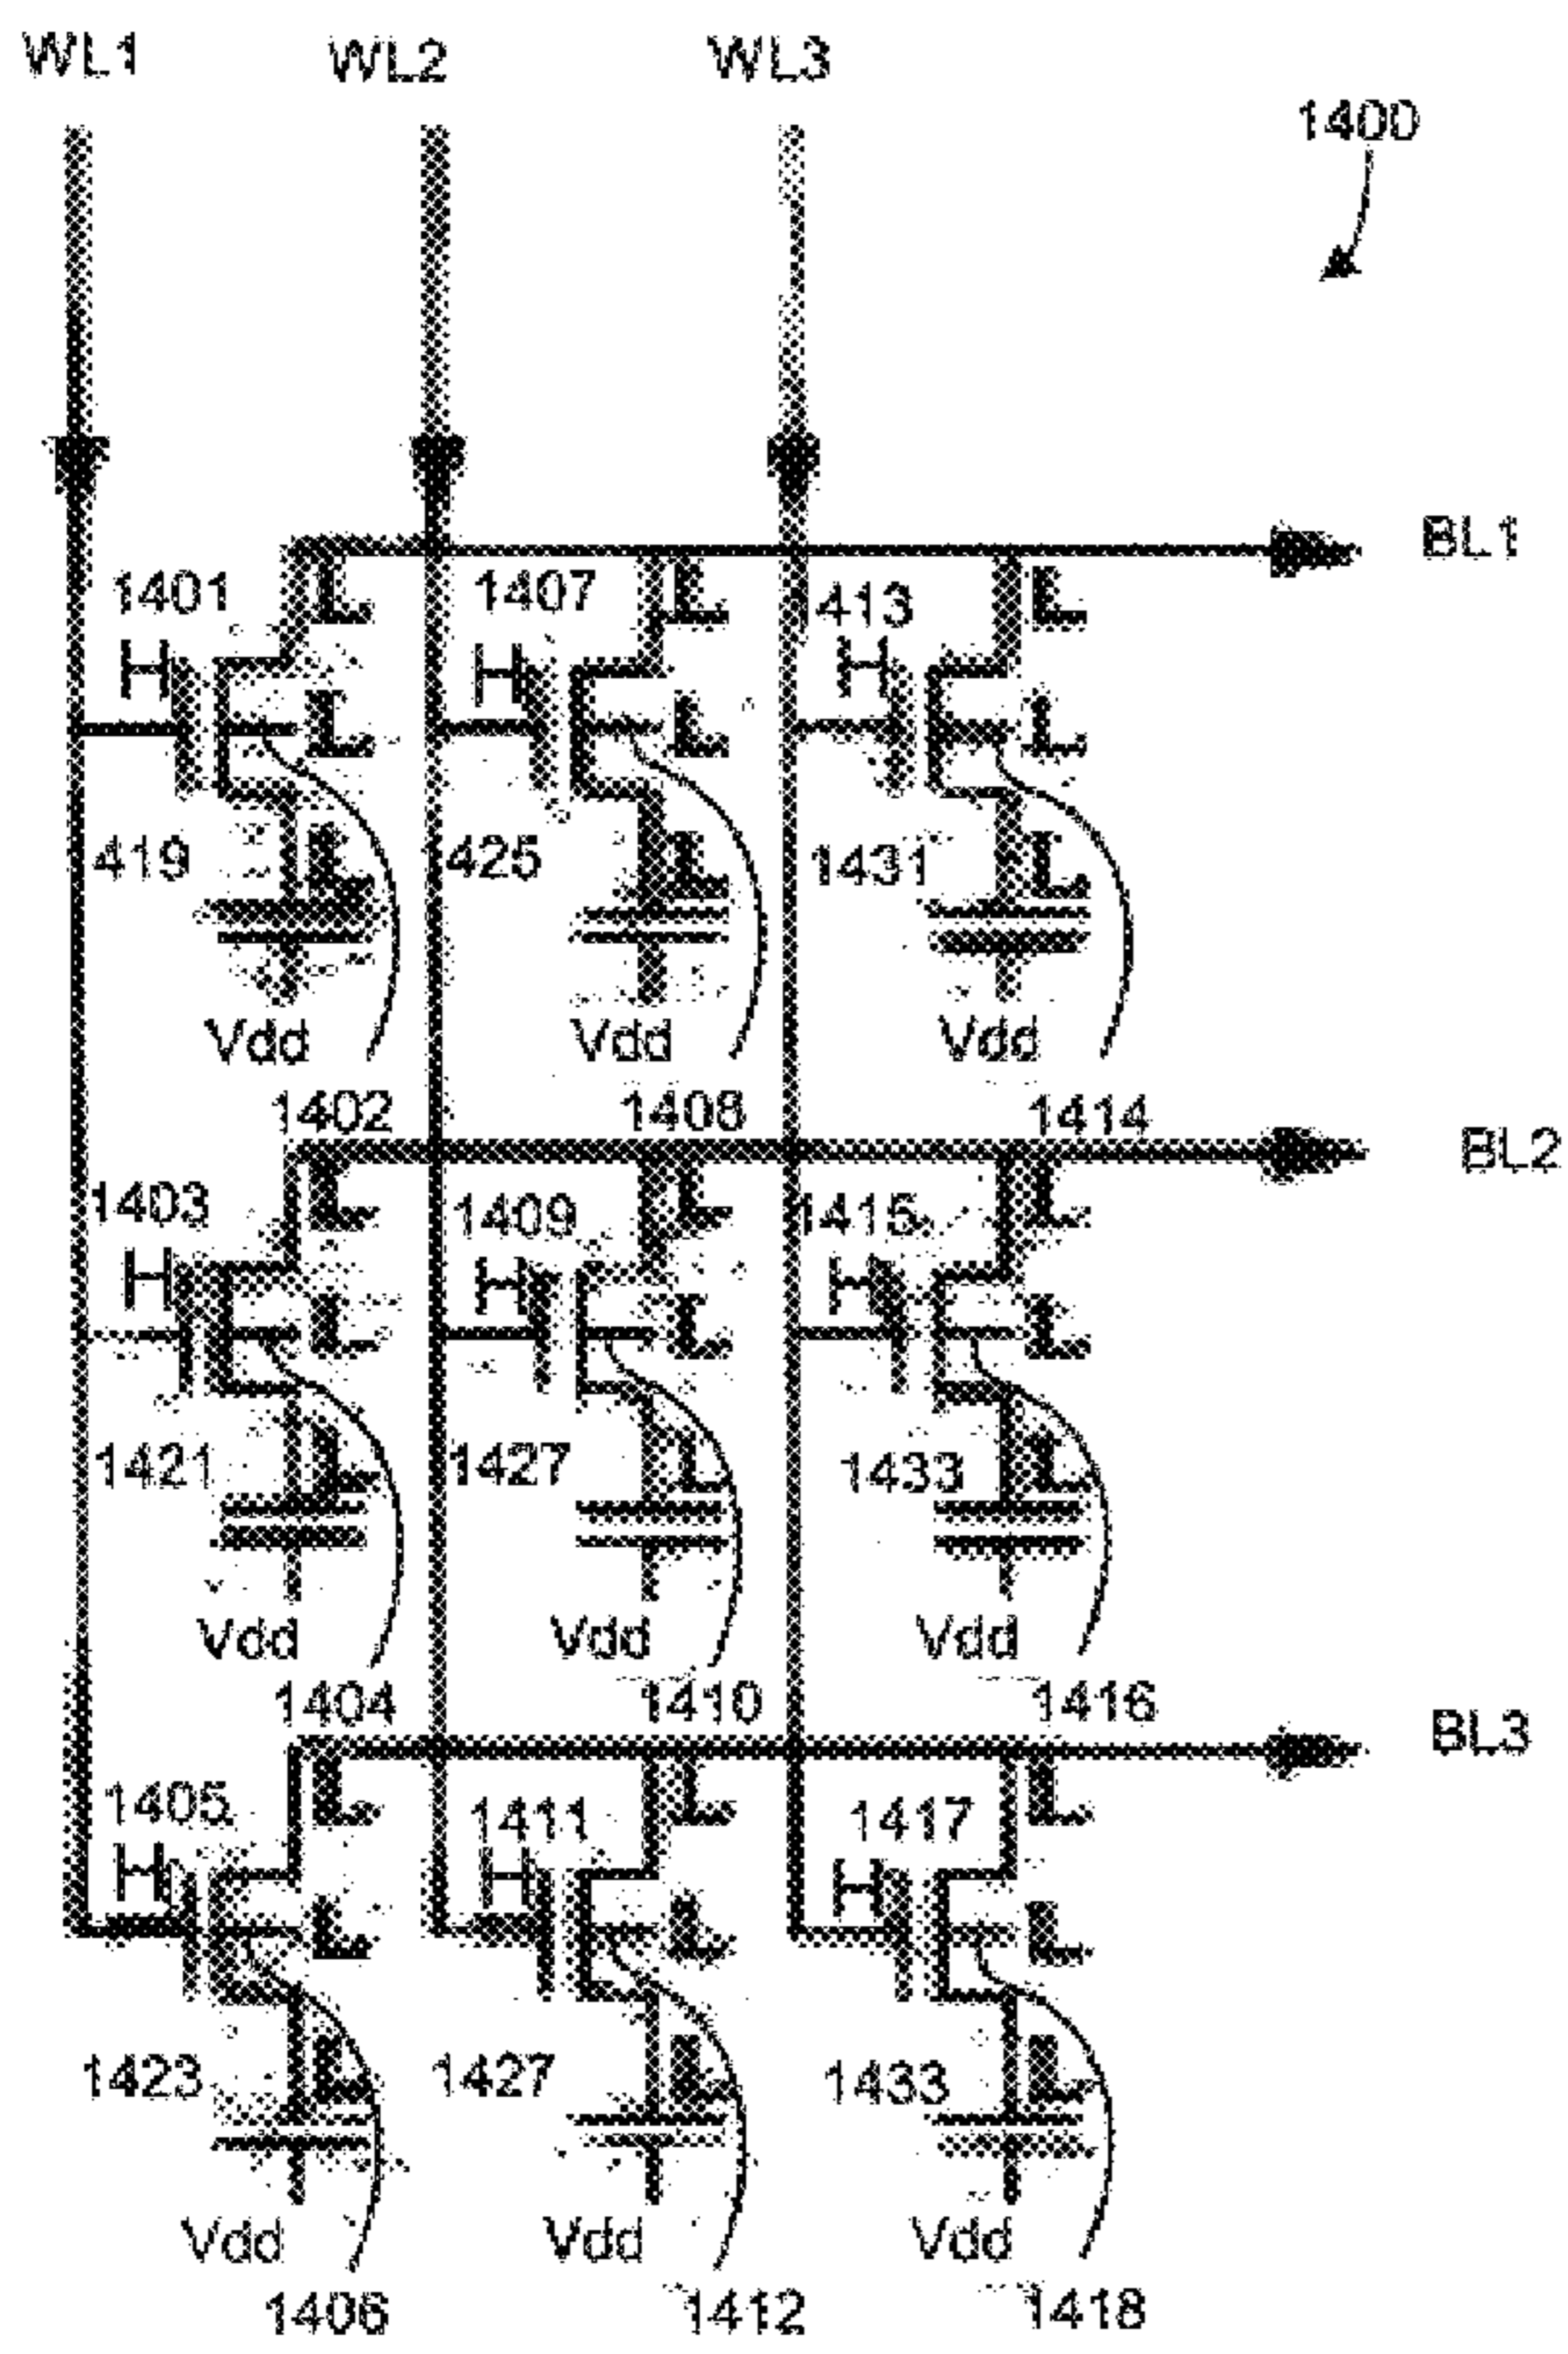 WL1 WL2 WL3
1400
BL1
1401 1407 413
L L L
H H H
L L L
419 425 1431
L L L
Vdd Vdd Vdd
1402 1408 1414
BL2
1403 1409 1415
L L L
H H H
L L L
1421 1427 1433
L L L
Vdd Vdd Vdd
1404 1410 1416
BL3
1405 1411 1417
L L L
H H H
L L L
1423 1427 1433
L L L
Vdd Vdd Vdd
1406 1412 1418